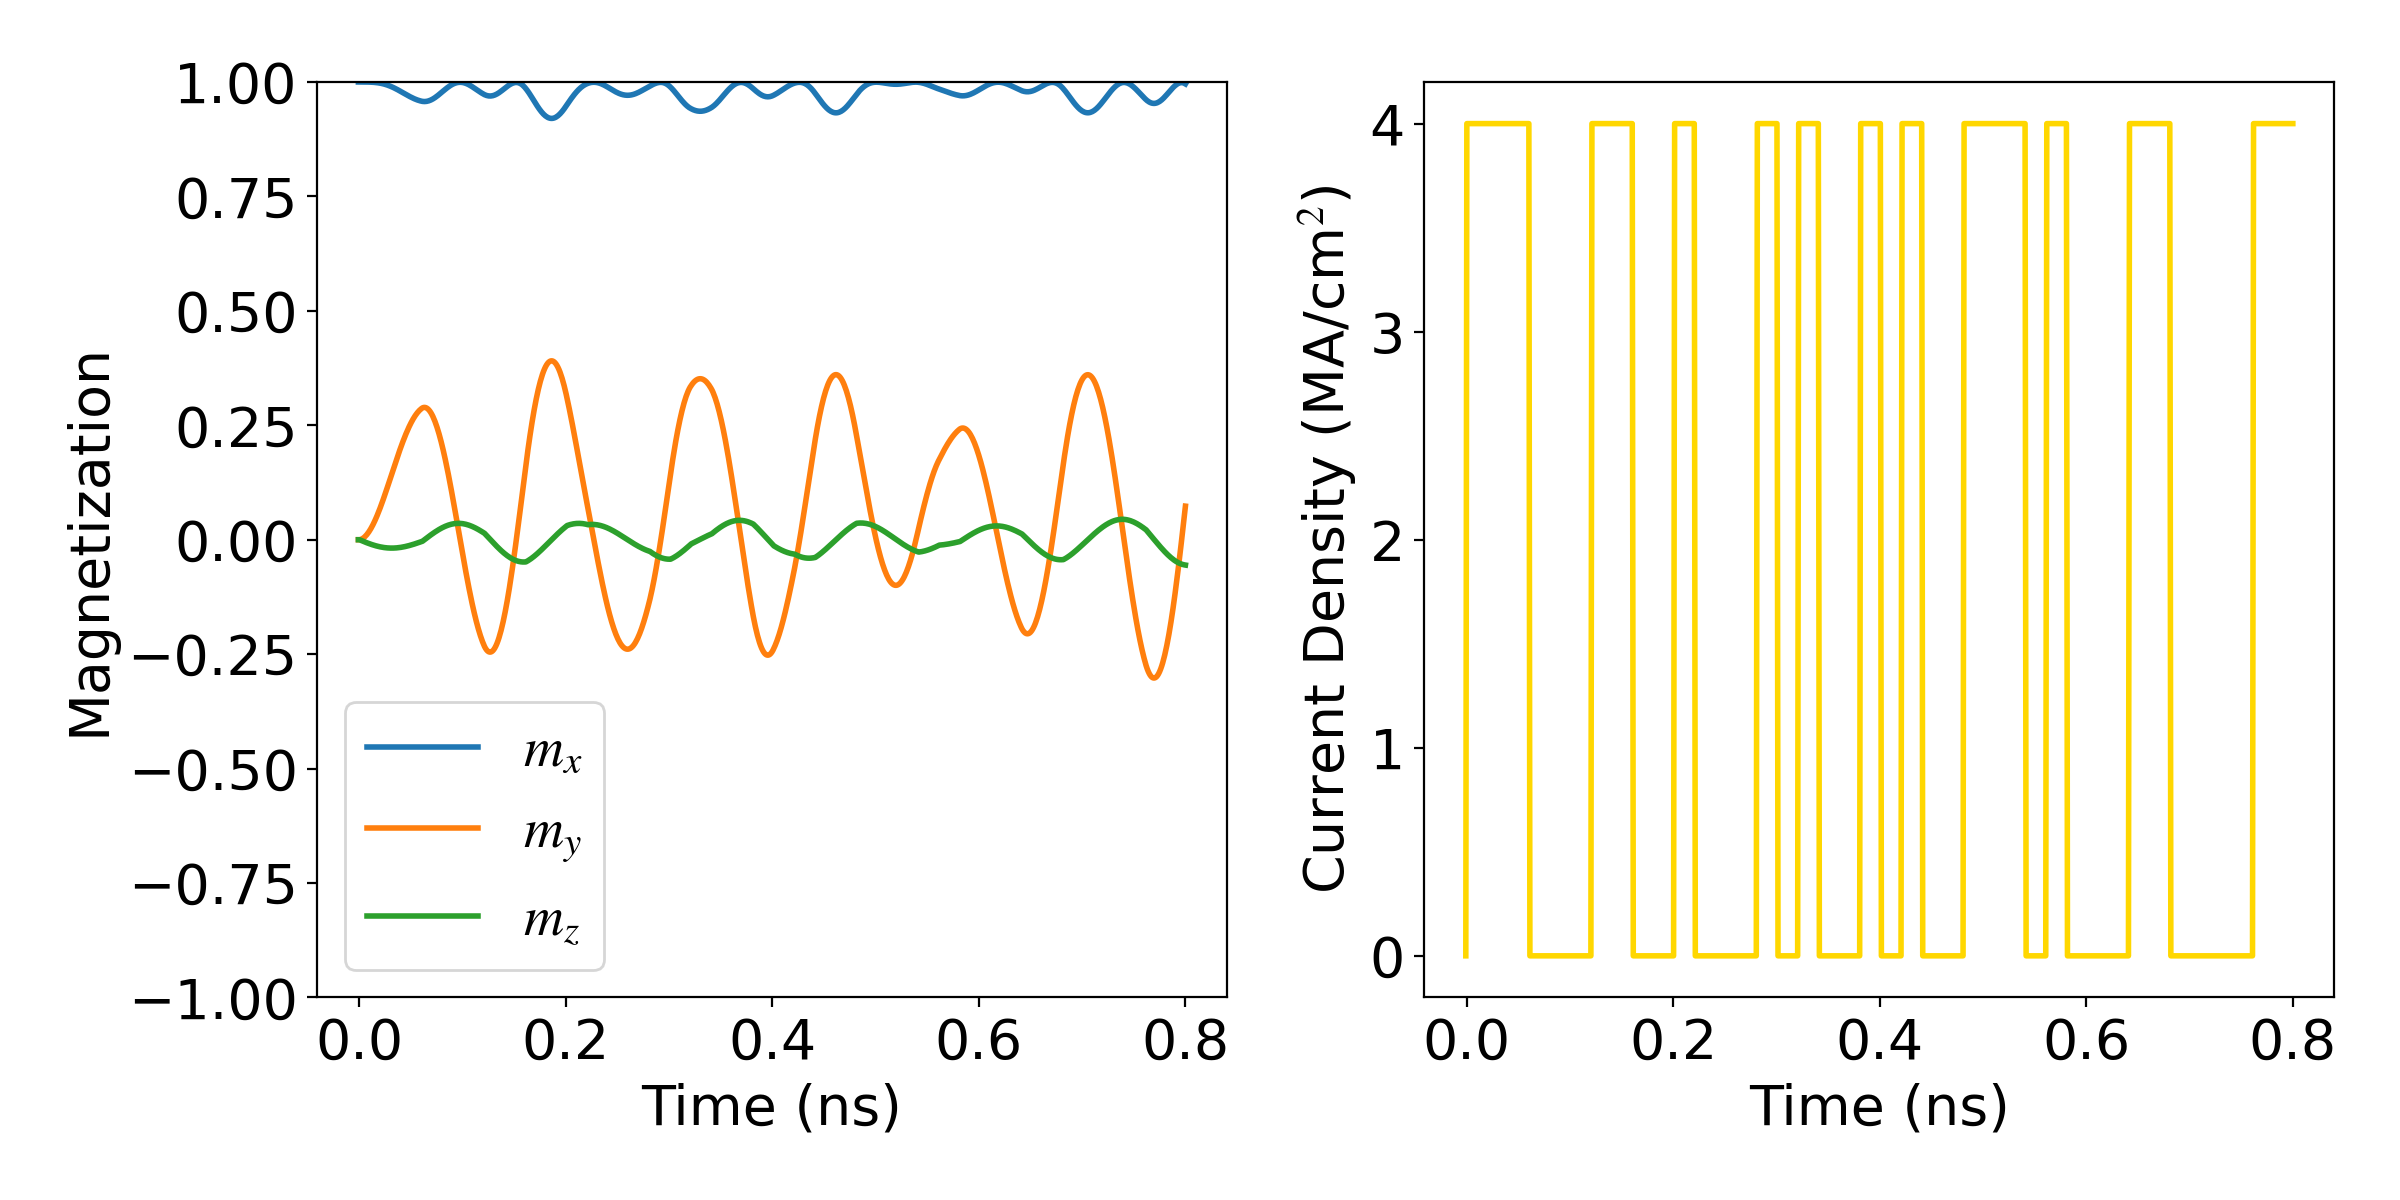 Magnetization
1.00
0.75
0.50
0.25
0.00
−0.25
−0.50
−0.75
−1.00
0.0 0.2 0.4 0.6 0.8
Time (ns)
m_x
m_y
m_z
Current Density (MA/cm²)
4
3
2
1
0
0.0 0.2 0.4 0.6 0.8
Time (ns)